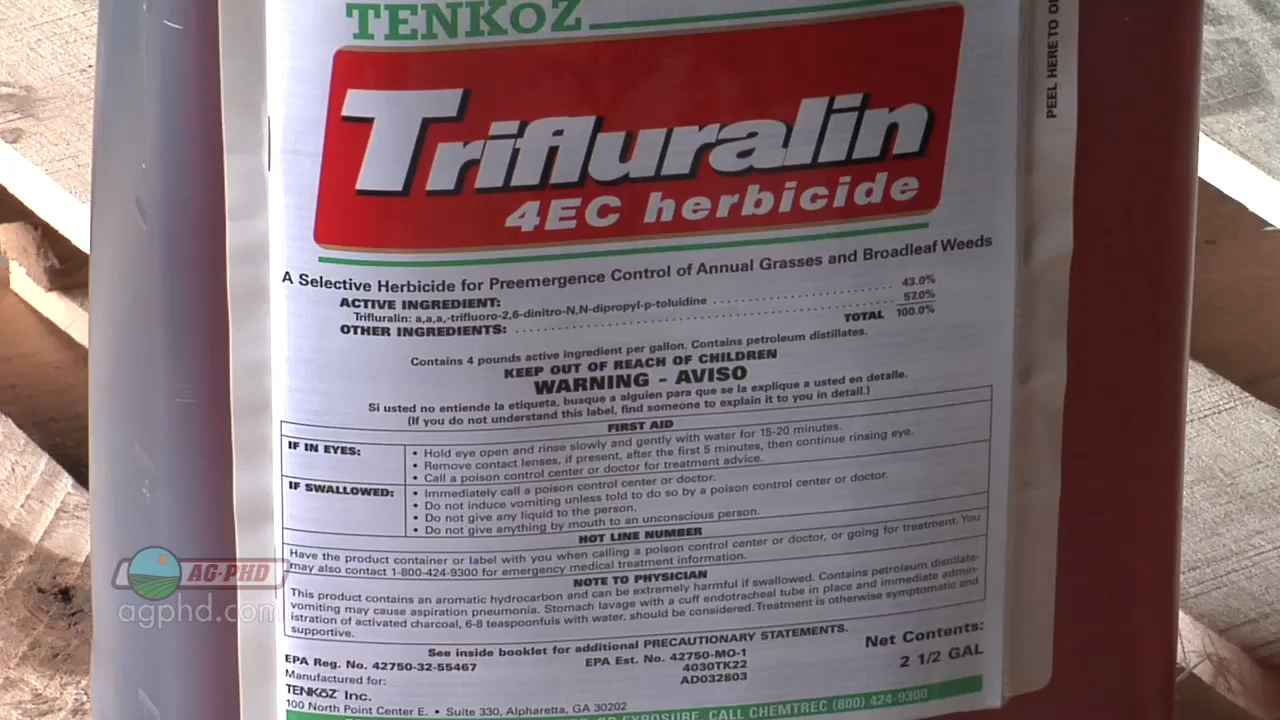 TENKOZ
Trifluralin
4EC herbicide
A Selective Herbicide for Preemergence Control of Annual Grasses and Broadleaf Weeds
ACTIVE INGREDIENT:
Trifluralin: a,a,a,-trifluoro-2,6-dinitro-N,N-dipropyl-p-toluidine ........................ 43.0%
OTHER INGREDIENTS: ........................ 57.0%
TOTAL 100.0%
Contains 4 pounds active ingredient per gallon. Contains petroleum distillates.
KEEP OUT OF REACH OF CHILDREN
WARNING - AVISO
Si usted no entiende la etiqueta, busque a alguien para que se la explique a usted en detalle.
(If you do not understand this label, find someone to explain it to you in detail.)
FIRST AID
IF IN EYES:
• Hold eye open and rinse slowly and gently with water for 15-20 minutes.
• Remove contact lenses, if present, after the first 5 minutes, then continue rinsing eye.
• Call a poison control center or doctor for treatment advice.
IF SWALLOWED:
• Immediately call a poison control center or doctor.
• Do not induce vomiting unless told to do so by a poison control center or doctor.
• Do not give any liquid to the person.
• Do not give anything by mouth to an unconscious person.
HOT LINE NUMBER
Have the product container or label with you when calling a poison control center or doctor, or going for treatment. You
may also contact 1-800-424-9300 for emergency medical treatment information.
NOTE TO PHYSICIAN
This product contains an aromatic hydrocarbon and can be extremely harmful if swallowed. Contains petroleum distillate-
vomiting may cause aspiration pneumonia. Stomach lavage with a cuff endotracheal tube in place and immediate admin-
istration of activated charcoal, 6-8 teaspoonfuls with water, should be considered. Treatment is otherwise symptomatic and
supportive.
See inside booklet for additional PRECAUTIONARY STATEMENTS.
EPA Reg. No. 42750-32-55467
EPA Est. No. 42750-MO-1
4030TK22
AD032803
Net Contents:
2 1/2 GAL
Manufactured for:
TENKOZ Inc.
100 North Point Center E. • Suite 330, Alpharetta, GA 30202
EXPOSURE, CALL CHEMTREC (800) 424-9300
PEEL HERE TO
AG-PHD
agphd.com